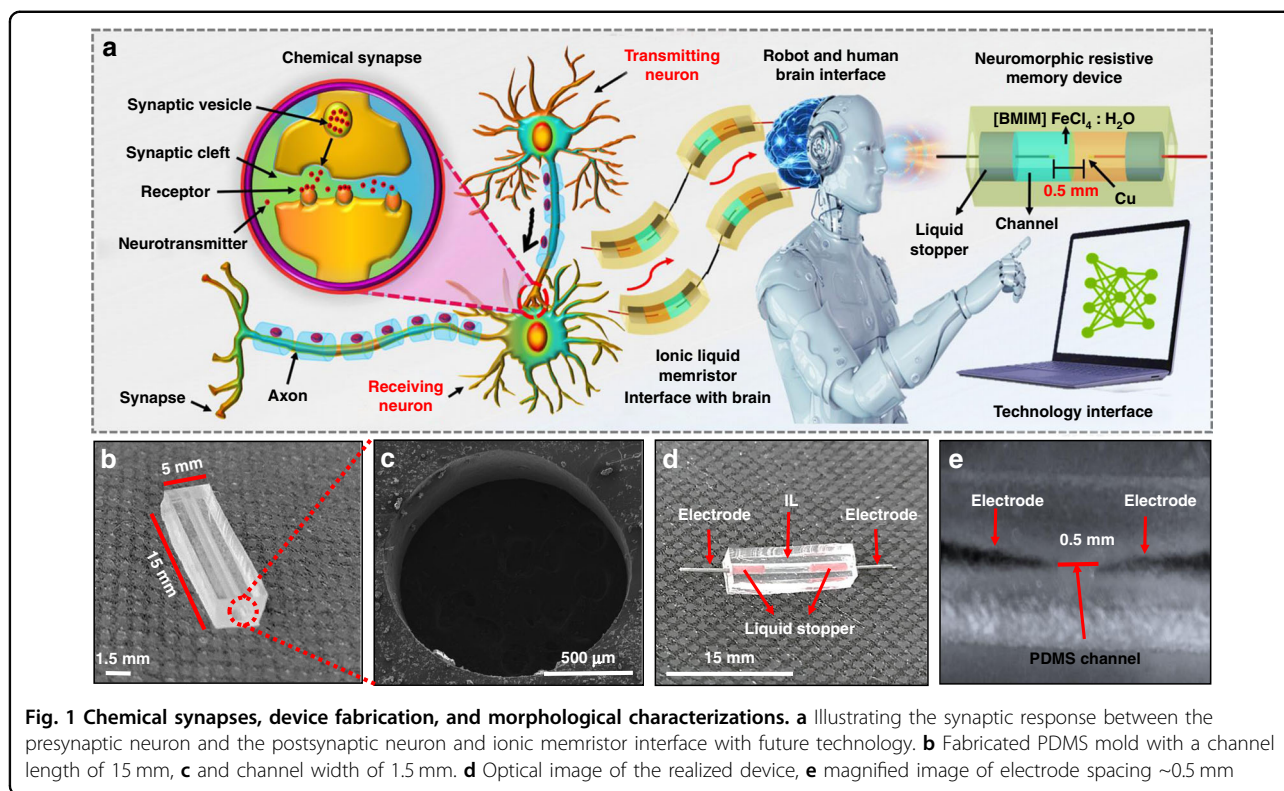 a
Chemical synapse
Synaptic vesicle
Synaptic cleft
Receptor
Neurotransmitter
Synapse
Axon
Transmitting
neuron
Receiving
neuron
Robot and human
brain interface
Ionic liquid
memristor
Interface with brain
Neuromorphic resistive
memory device
[BMIM] FeCl₄ : H₂O
0.5 mm
Cu
Liquid
stopper
Channel
Technology interface
b
5 mm
15 mm
1.5 mm
c
500 µm
d
IL
Electrode
Electrode
Liquid stopper
15 mm
e
Electrode
Electrode
0.5 mm
PDMS channel
Fig. 1 Chemical synapses, device fabrication, and morphological characterizations. a Illustrating the synaptic response between the
presynaptic neuron and the postsynaptic neuron and ionic memristor interface with future technology. b Fabricated PDMS mold with a channel
length of 15 mm, c and channel width of 1.5 mm. d Optical image of the realized device, e magnified image of electrode spacing ~0.5 mm